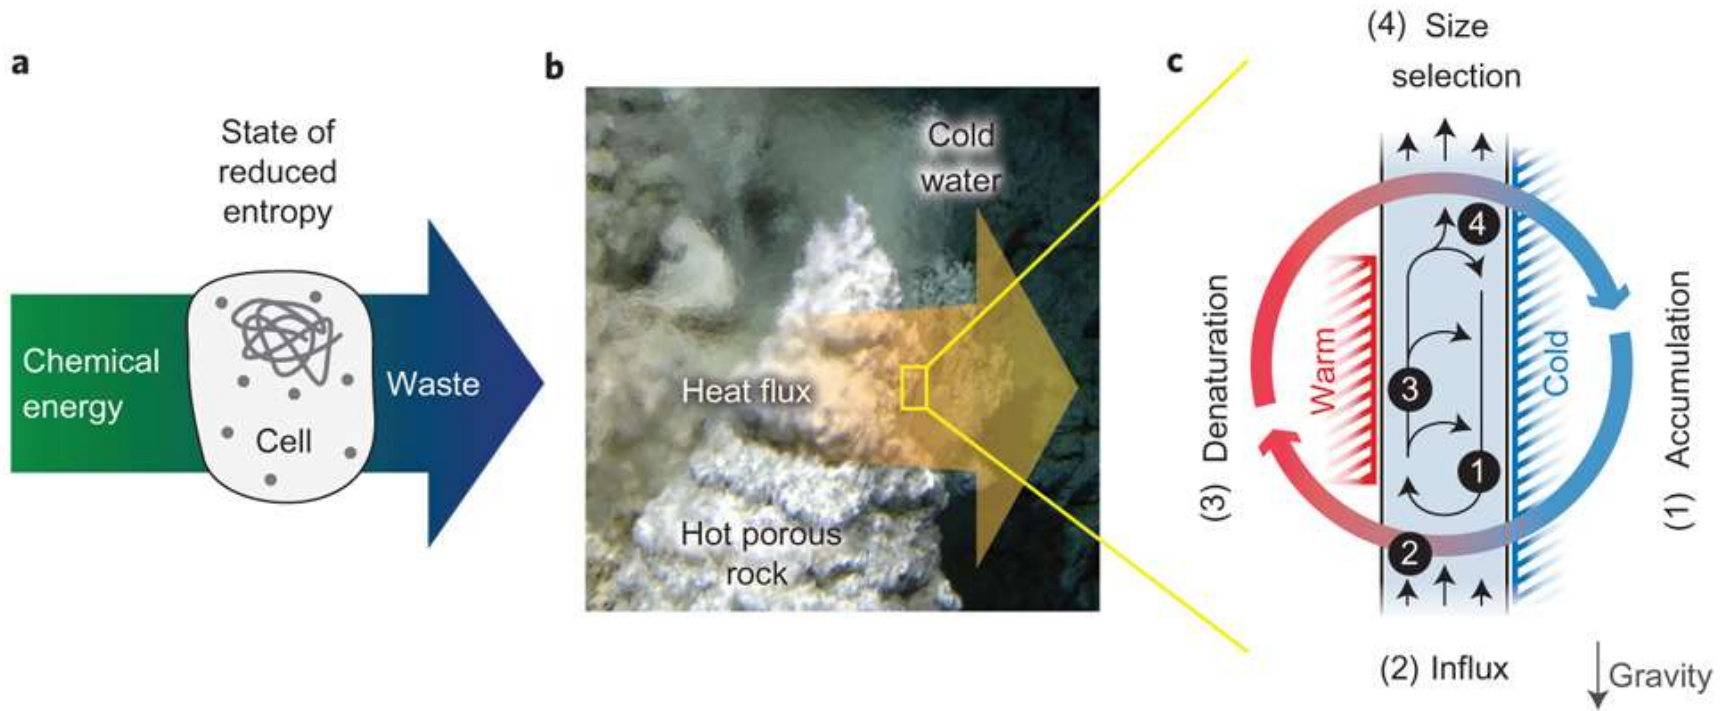 a
State of
reduced
entropy
Chemical
energy
Cell
Waste
b
Cold
water
Heat flux
Hot porous
rock
c
(4) Size
selection
(3) Denaturation
Warm
Cold
(1) Accumulation
4
3
1
2
(2) Influx
Gravity